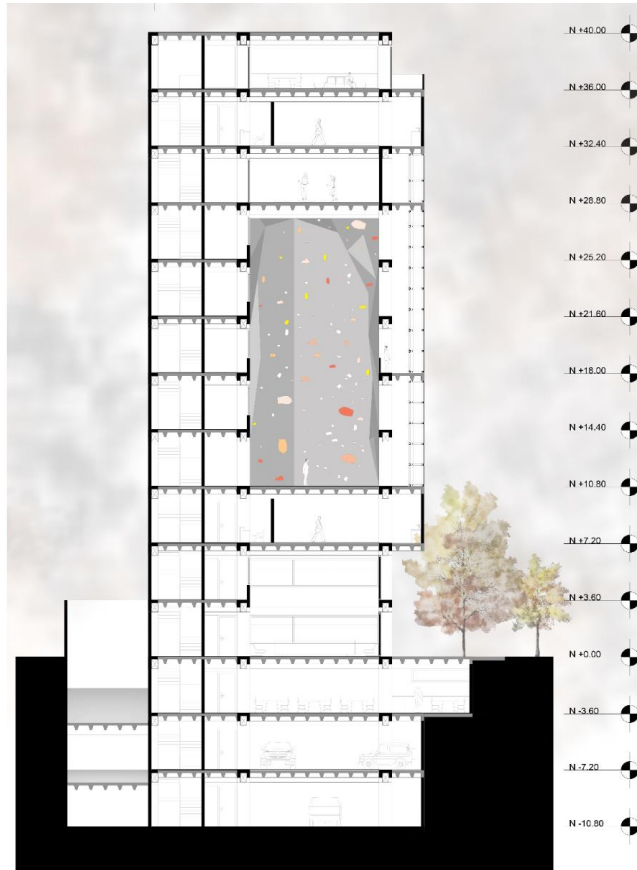 N +40.00
N +36.00
N +32.40
N +28.80
N +25.20
N +21.60
N +18.00
N +14.40
N +10.80
N +7.20
N +3.60
N +0.00
N -3.60
N -7.20
N -10.80